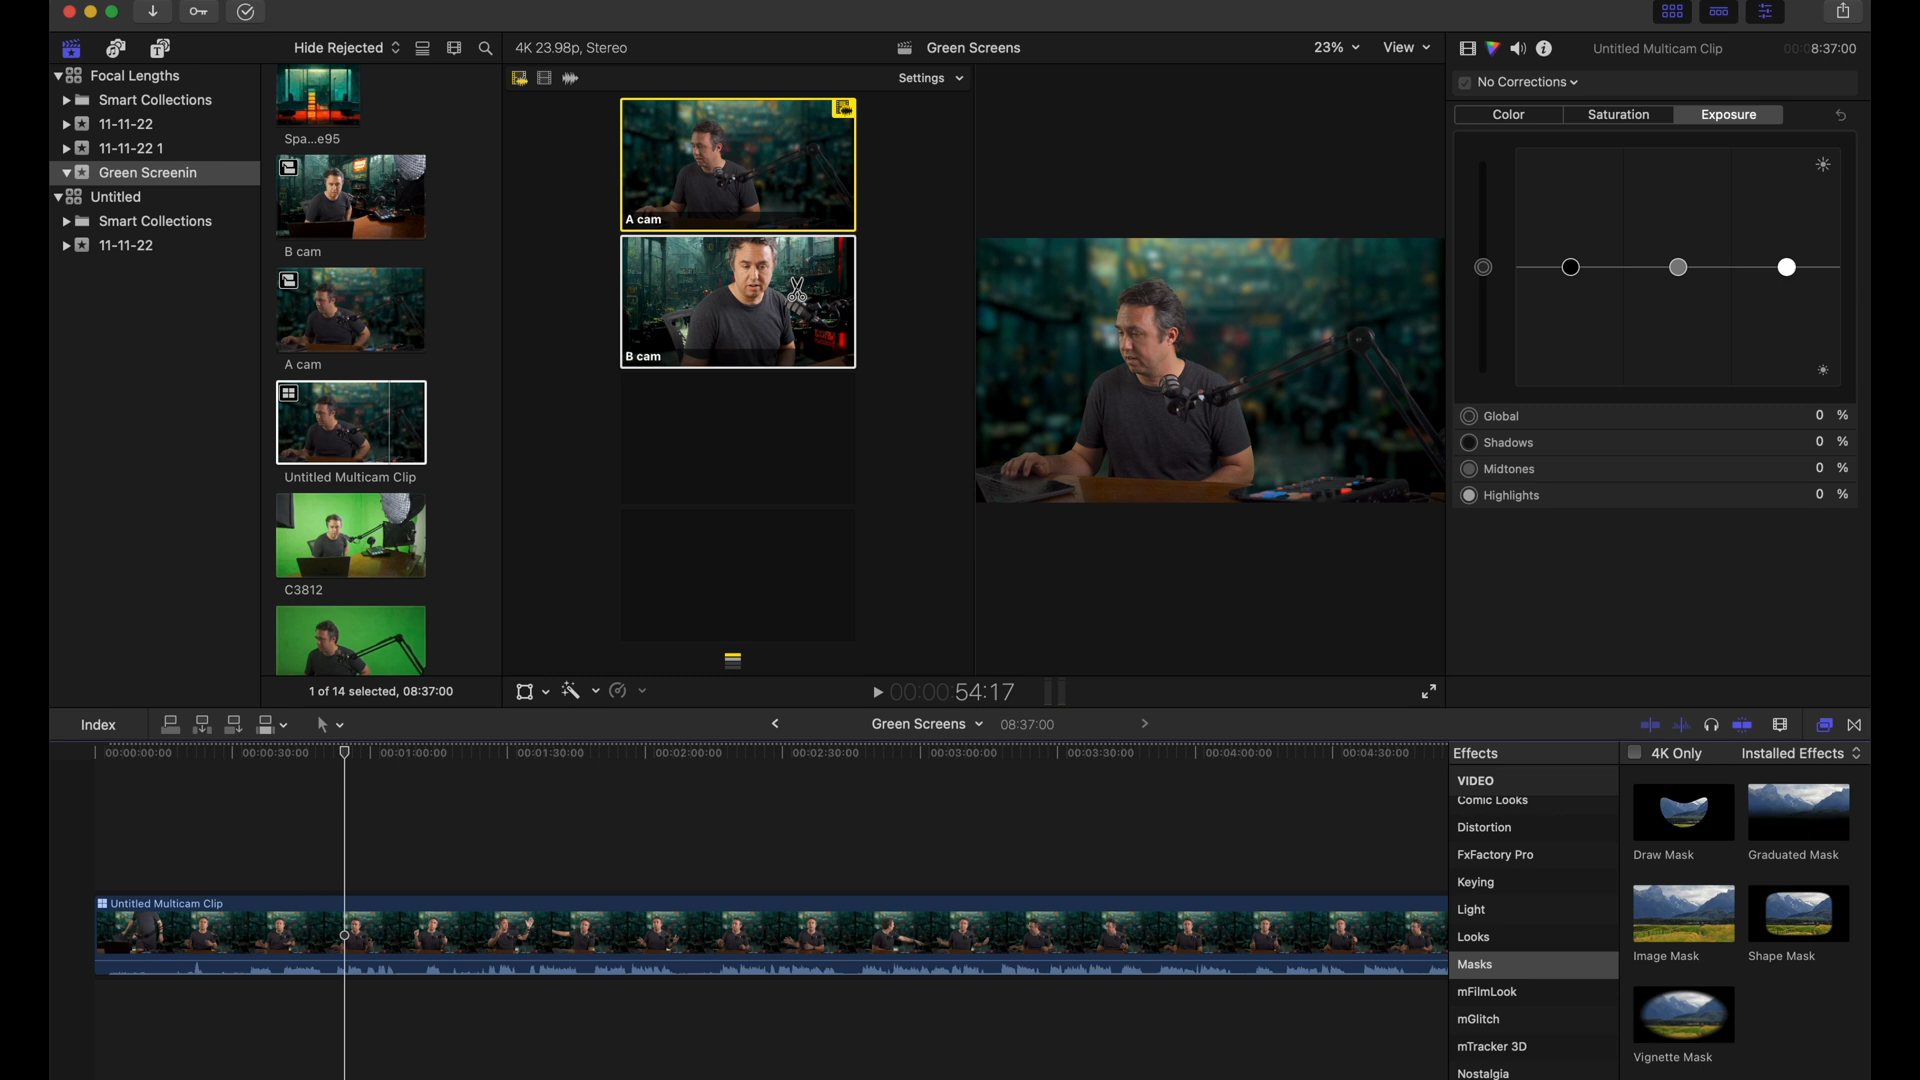 Hide Rejected
4K 23.98p, Stereo
Green Screens
23%
View
Untitled Multicam Clip
00:08:37:00
Focal Lengths
Smart Collections
11-11-22
11-11-22 1
Green Screenin
Untitled
Smart Collections
11-11-22
Spa...e95
B cam
A cam
Untitled Multicam Clip
C3812
1 of 14 selected, 08:37:00
Settings
A cam
B cam
00:00:54:17
No Corrections
Color
Saturation
Exposure
Global
0 %
Shadows
0 %
Midtones
0 %
Highlights
0 %
Index
Green Screens
08:37:00
00:00:00:00
00:00:30:00
00:01:00:00
00:01:30:00
00:02:00:00
00:02:30:00
00:03:00:00
00:03:30:00
00:04:00:00
00:04:30:00
Untitled Multicam Clip
Effects
4K Only
Installed Effects
VIDEO
Comic Looks
Distortion
FxFactory Pro
Keying
Light
Looks
Masks
mFilmLook
mGlitch
mTracker 3D
Nostalgia
Draw Mask
Graduated Mask
Image Mask
Shape Mask
Vignette Mask